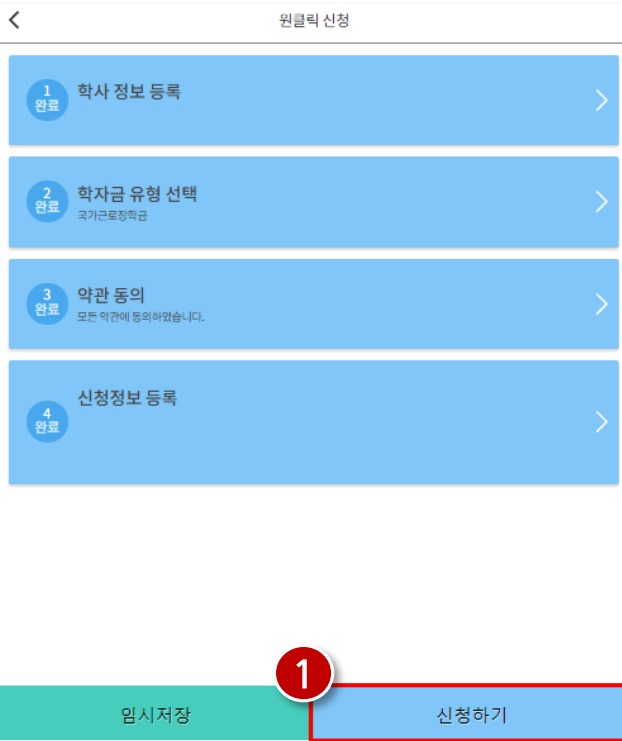 원클릭 신청
1
완료
학사 정보 등록
2
완료
학자금 유형 선택
국가근로장학금
3
완료
약관 동의
모든 약관에 동의하였습니다.
4
완료
신청정보 등록
1
임시저장
신청하기